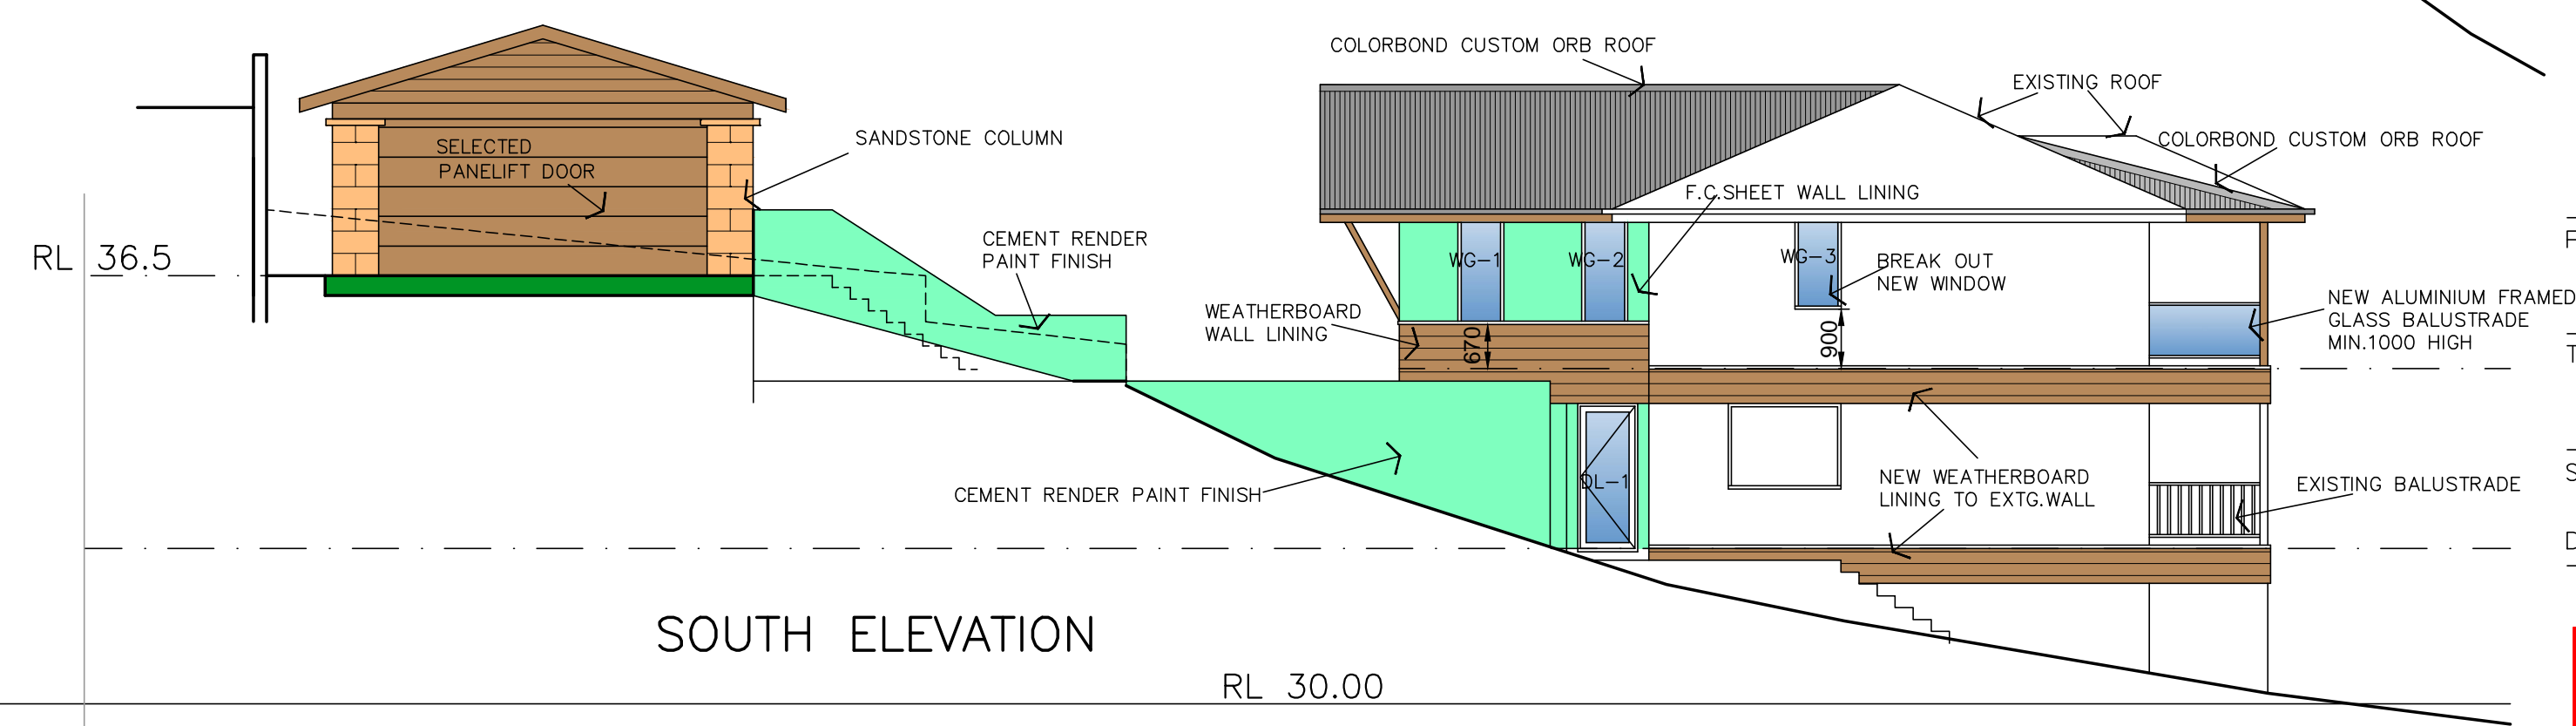 COLORBOND CUSTOM ORB ROOF
EXISTING ROOF
COLORBOND CUSTOM ORB ROOF
SANDSTONE COLUMN
SELECTED
PANELIFT DOOR
F.C.SHEET WALL LINING
RL 36.5
CEMENT RENDER
PAINT FINISH
WG-1
WG-2
WG-3
BREAK OUT
NEW WINDOW
WEATHERBOARD
WALL LINING
670
900
NEW ALUMINIUM FRAMED
GLASS BALUSTRADE
MIN.1000 HIGH
CEMENT RENDER PAINT FINISH
DL-1
NEW WEATHERBOARD
LINING TO EXTG.WALL
EXISTING BALUSTRADE
SOUTH ELEVATION
RL 30.00